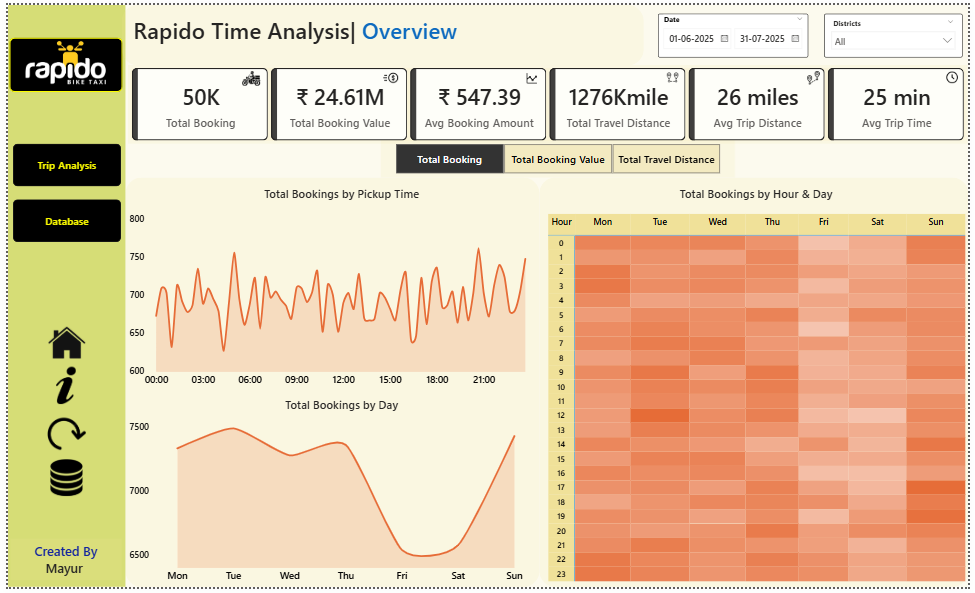 rapido
BIKE TAXI
Rapido Time Analysis| Overview
Date
01-06-2025 31-07-2025
Districts
All
50K
Total Booking
₹ 24.61M
Total Booking Value
₹ 547.39
Avg Booking Amount
1276Kmile
Total Travel Distance
26 miles
Avg Trip Distance
25 min
Avg Trip Time
Trip Analysis
Database
Created By
Mayur
Total Booking Total Booking Value Total Travel Distance
Total Bookings by Pickup Time
800
750
700
650
600
00:00 03:00 06:00 09:00 12:00 15:00 18:00 21:00
Total Bookings by Day
7500
7000
6500
Mon Tue Wed Thu Fri Sat Sun
Total Bookings by Hour & Day
Hour Mon Tue Wed Thu Fri Sat Sun
0
1
2
3
4
5
6
7
8
9
10
11
12
13
14
15
16
17
18
19
20
21
22
23